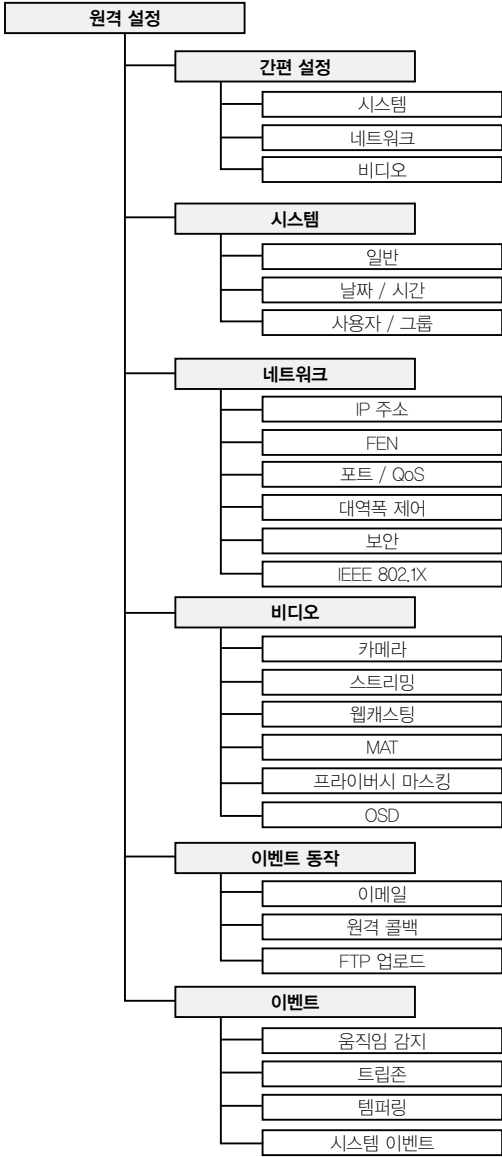 원격 설정
간편 설정
시스템
네트워크
비디오
시스템
일반
날짜 / 시간
사용자 / 그룹
네트워크
IP 주소
FEN
포트 / QoS
대역폭 제어
보안
IEEE 802.1X
비디오
카메라
스트리밍
웹캐스팅
MAT
프라이버시 마스킹
OSD
이벤트 동작
이메일
원격 콜백
FTP 업로드
이벤트
움직임 감지
트립존
템퍼링
시스템 이벤트